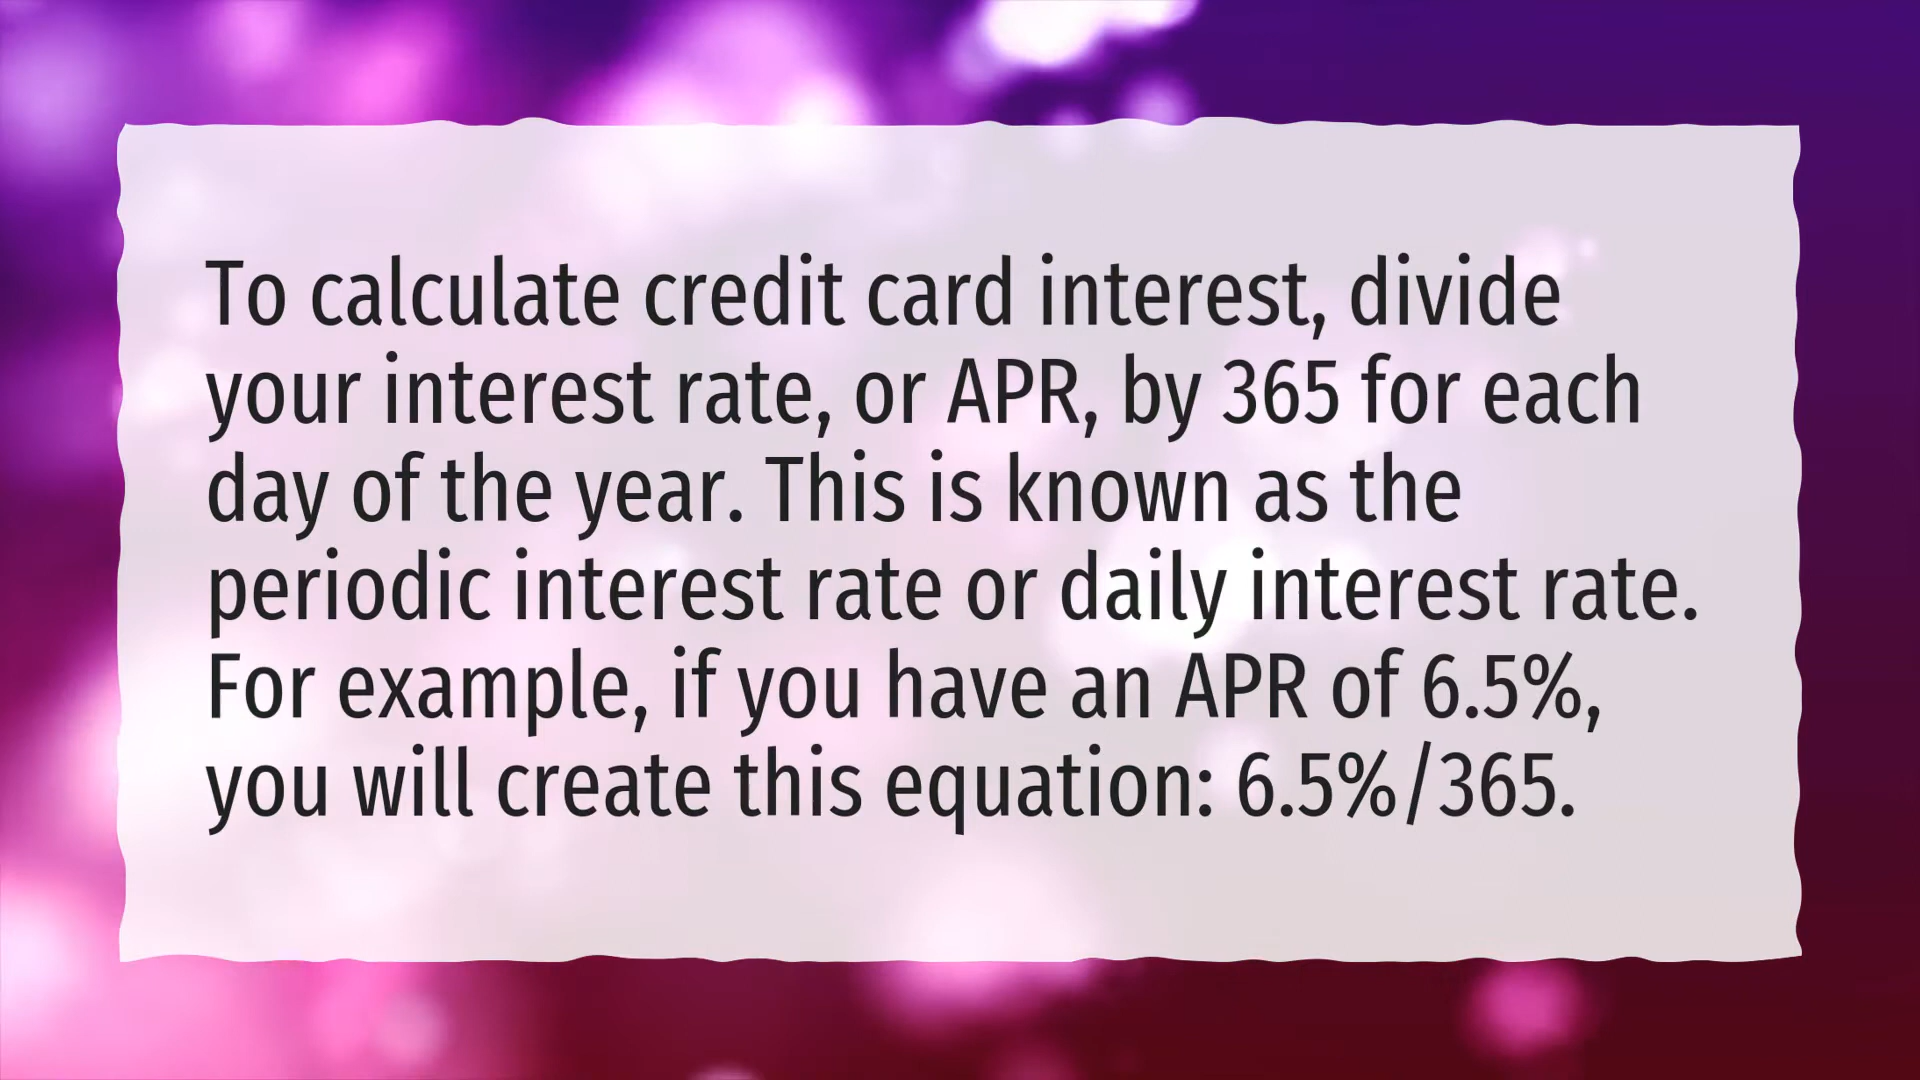 To calculate credit card interest, divide
your interest rate, or APR, by 365 for each
day of the year. This is known as the
periodic interest rate or daily interest rate.
For example, if you have an APR of 6.5%,
you will create this equation: 6.5%/365.